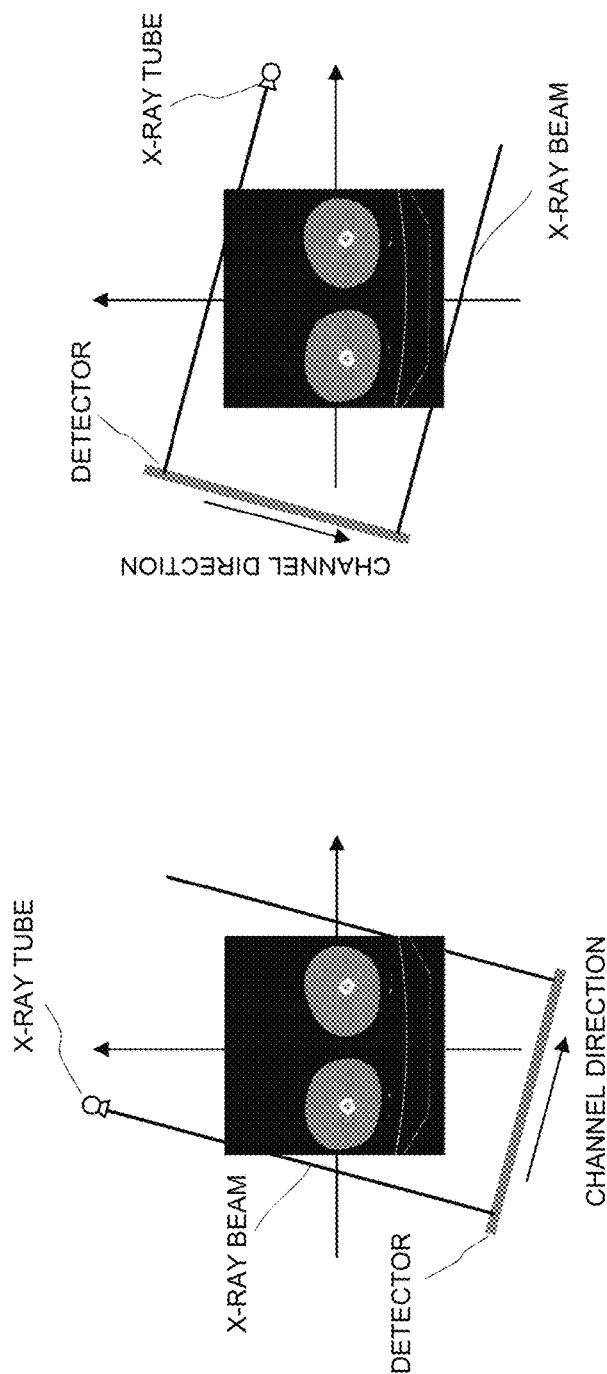 X-RAY TUBE
X-RAY BEAM
DETECTOR
CHANNEL DIRECTION
X-RAY TUBE
DETECTOR
CHANNEL DIRECTION
X-RAY BEAM